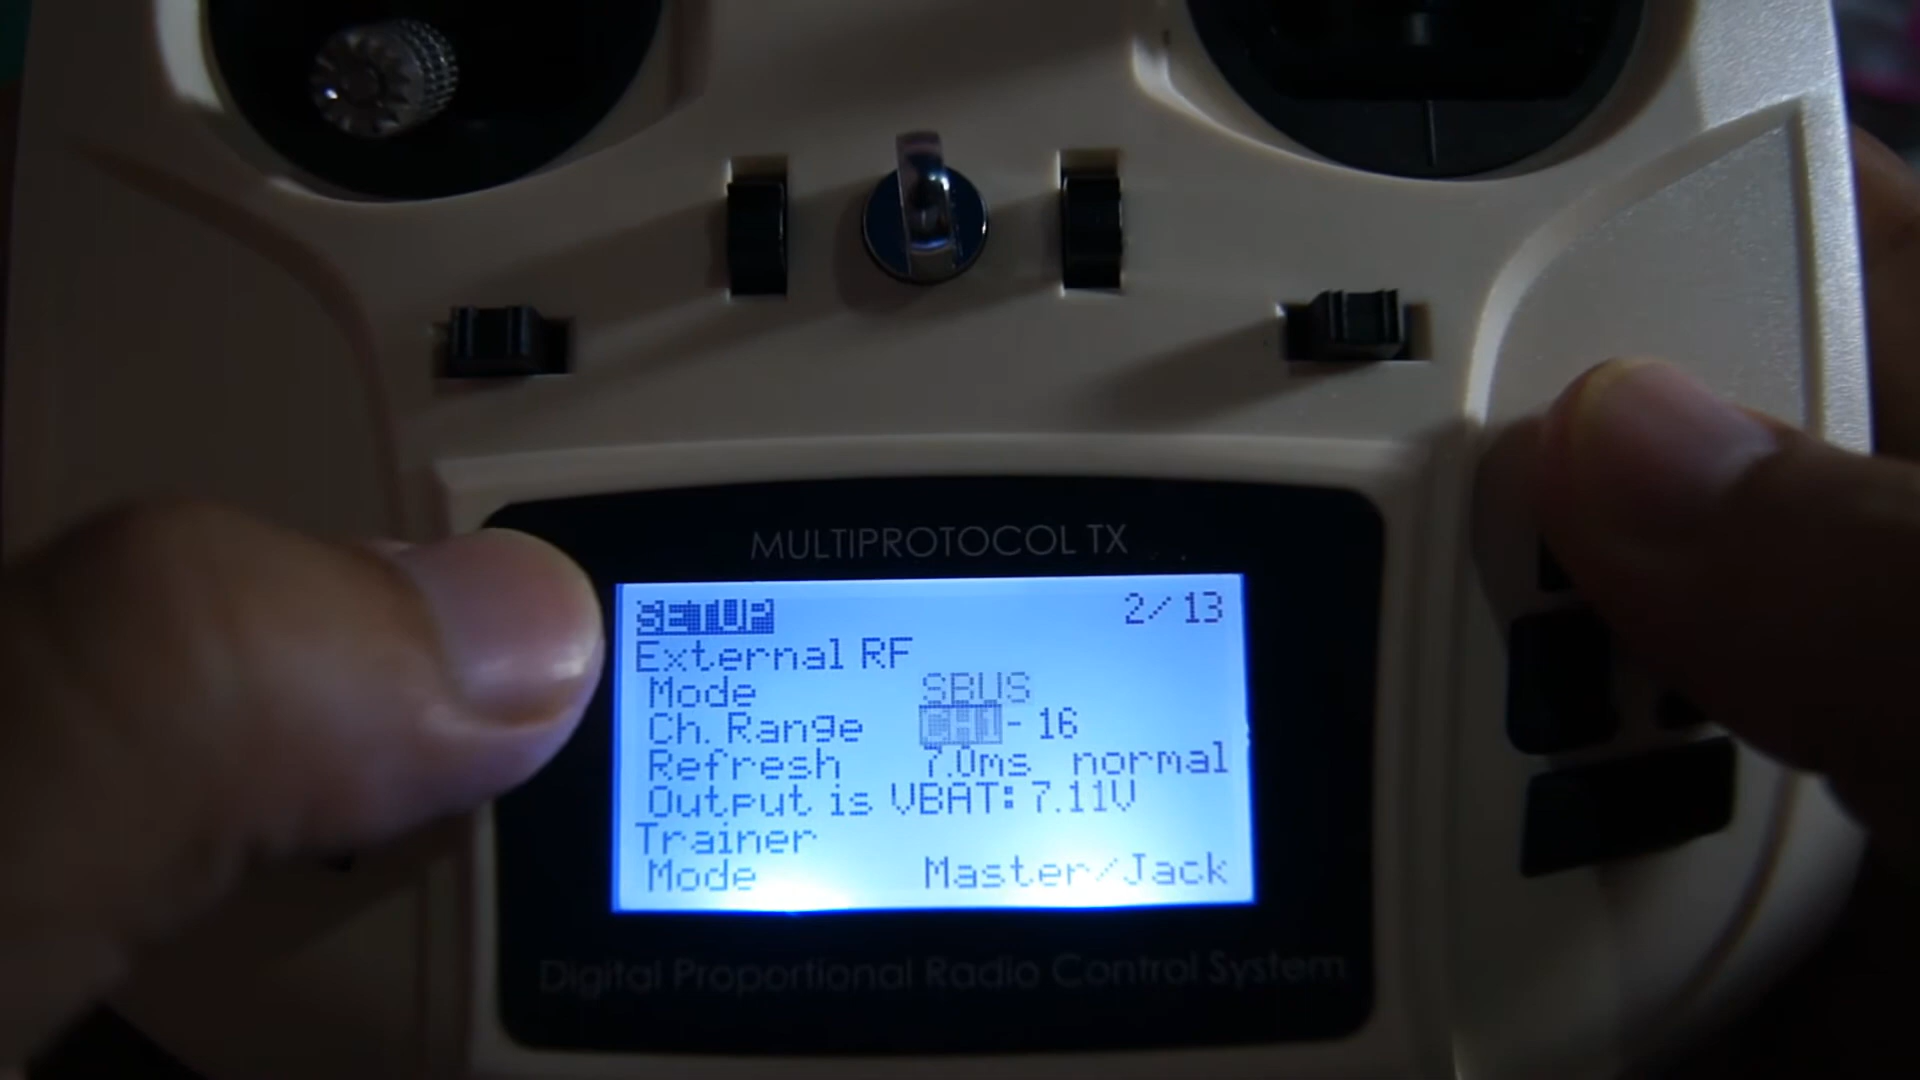 MULTIPROTOCOL TX
SETUP 2/13
External RF
Mode SBUS
Ch. Range CH1-16
Refresh 7.0ms normal
Output is VBAT: 7.11V
Trainer
Mode Master/Jack
Digital Proportional Radio Control System